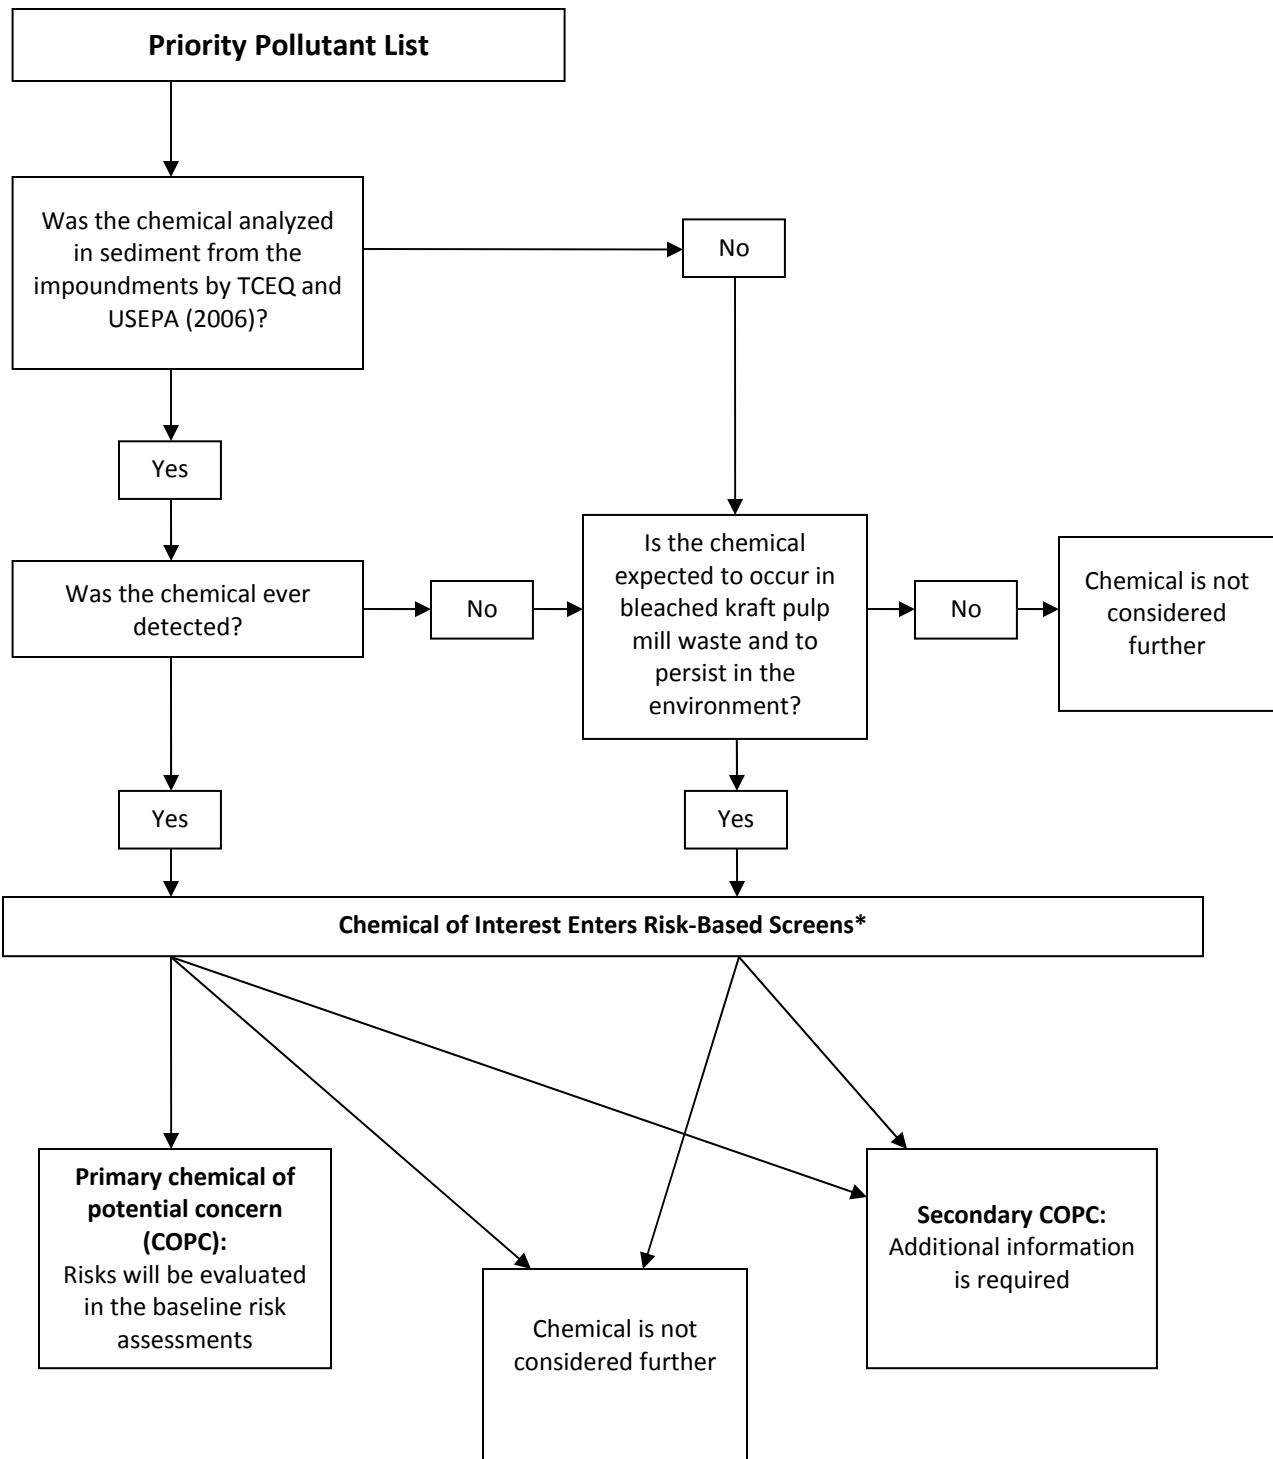 Priority Pollutant List
Was the chemical analyzed
in sediment from the
impoundments by TCEQ and
USEPA (2006)?
No
Yes
Was the chemical ever
detected?
No
Is the chemical
expected to occur in
bleached kraft pulp
mill waste and to
persist in the
environment?
No
Chemical is not
considered
further
Yes
Yes
Chemical of Interest Enters Risk-Based Screens*
Primary chemical of
potential concern
(COPC):
Risks will be evaluated
in the baseline risk
assessments
Chemical is not
considered further
Secondary COPC:
Additional information
is required